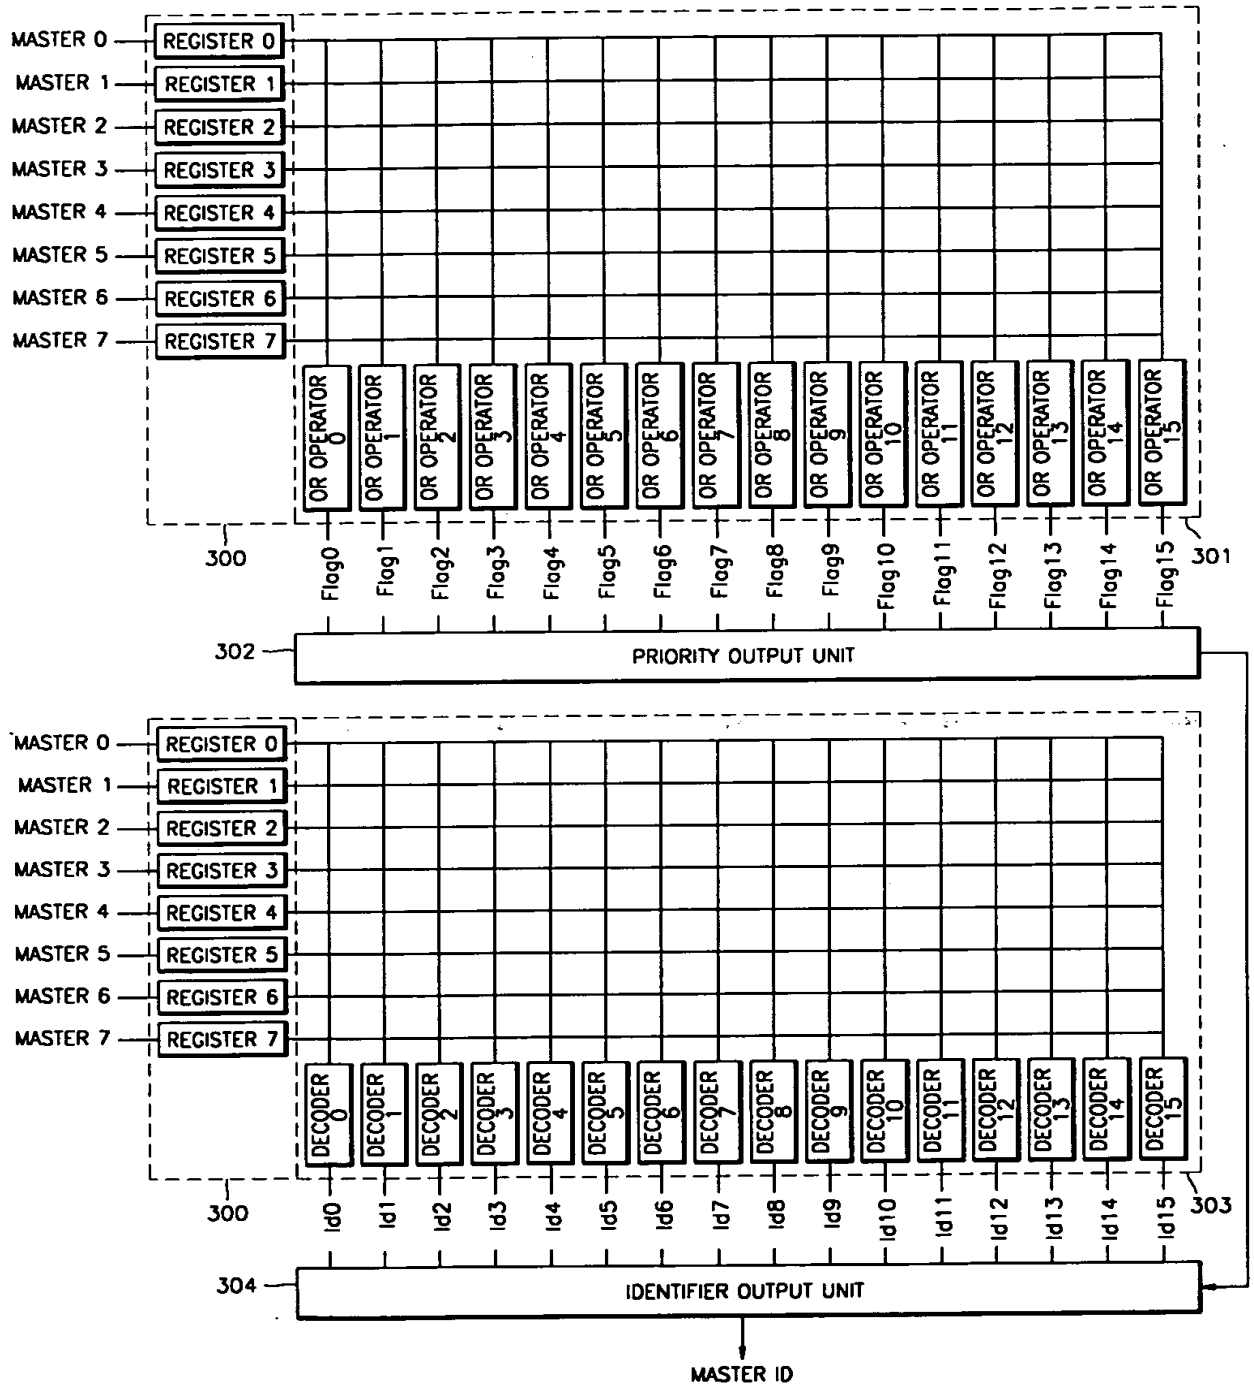 MASTER 0 REGISTER 0
MASTER 1 REGISTER 1
MASTER 2 REGISTER 2
MASTER 3 REGISTER 3
MASTER 4 REGISTER 4
MASTER 5 REGISTER 5
MASTER 6 REGISTER 6
MASTER 7 REGISTER 7
OR OPERATOR 0
OR OPERATOR 1
OR OPERATOR 2
OR OPERATOR 3
OR OPERATOR 4
OR OPERATOR 5
OR OPERATOR 6
OR OPERATOR 7
OR OPERATOR 8
OR OPERATOR 9
OR OPERATOR 10
OR OPERATOR 11
OR OPERATOR 12
OR OPERATOR 13
OR OPERATOR 14
OR OPERATOR 15
300
301
Flag0
Flag1
Flag2
Flag3
Flag4
Flag5
Flag6
Flag7
Flag8
Flag9
Flag10
Flag11
Flag12
Flag13
Flag14
Flag15
302
PRIORITY OUTPUT UNIT
MASTER 0 REGISTER 0
MASTER 1 REGISTER 1
MASTER 2 REGISTER 2
MASTER 3 REGISTER 3
MASTER 4 REGISTER 4
MASTER 5 REGISTER 5
MASTER 6 REGISTER 6
MASTER 7 REGISTER 7
DECODER 0
DECODER 1
DECODER 2
DECODER 3
DECODER 4
DECODER 5
DECODER 6
DECODER 7
DECODER 8
DECODER 9
DECODER 10
DECODER 11
DECODER 12
DECODER 13
DECODER 14
DECODER 15
300
303
Id0
Id1
Id2
Id3
Id4
Id5
Id6
Id7
Id8
Id9
Id10
Id11
Id12
Id13
Id14
Id15
304
IDENTIFIER OUTPUT UNIT
MASTER ID